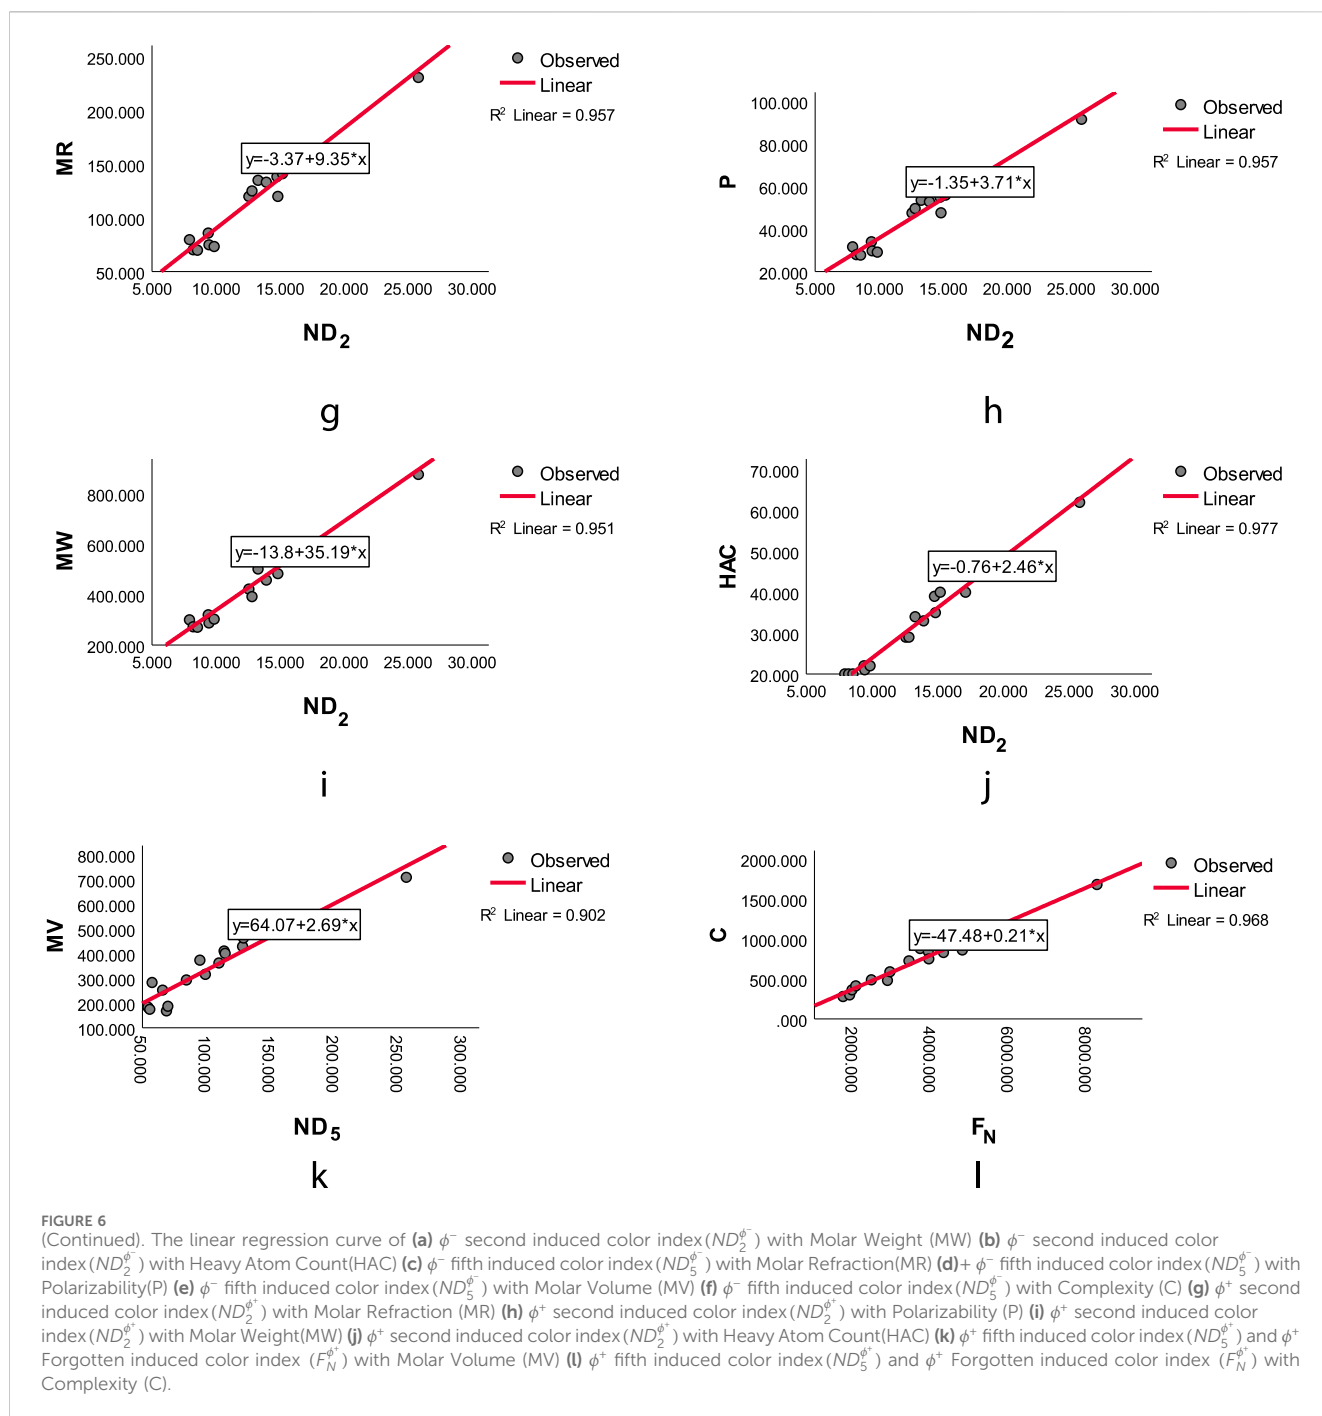 250.000
200.000
150.000
100.000
50.000
MR
y=-3.37+9.35*x
5.000 10.000 15.000 20.000 25.000 30.000
ND2
Observed
Linear
R² Linear = 0.957
g
100.000
80.000
60.000
40.000
20.000
P
y=-1.35+3.71*x
5.000 10.000 15.000 20.000 25.000 30.000
ND2
Observed
Linear
R² Linear = 0.957
h
800.000
600.000
400.000
200.000
MW
y=-13.8+35.19*x
5.000 10.000 15.000 20.000 25.000 30.000
ND2
Observed
Linear
R² Linear = 0.951
i
70.000
60.000
50.000
40.000
30.000
20.000
HAC
y=-0.76+2.46*x
5.000 10.000 15.000 20.000 25.000 30.000
ND2
Observed
Linear
R² Linear = 0.977
j
800.000
700.000
600.000
500.000
400.000
300.000
200.000
100.000
MV
y=64.07+2.69*x
50.000 100.000 150.000 200.000 250.000 300.000
ND5
Observed
Linear
R² Linear = 0.902
k
2000.000
1500.000
1000.000
500.000
.000
C
y=-47.48+0.21*x
2000.000 4000.000 6000.000 8000.000
FN
Observed
Linear
R² Linear = 0.968
l
FIGURE 6
(Continued). The linear regression curve of (a) ϕ⁻ second induced color index(ND₂^ϕ⁻) with Molar Weight (MW) (b) ϕ⁻ second induced color
index(ND₂^ϕ⁻) with Heavy Atom Count(HAC) (c) ϕ⁻ fifth induced color index(ND₅^ϕ⁻) with Molar Refraction(MR) (d)+ ϕ⁻ fifth induced color index(ND₅^ϕ⁻) with
Polarizability(P) (e) ϕ⁻ fifth induced color index(ND₅^ϕ⁻) with Molar Volume (MV) (f) ϕ⁻ fifth induced color index(ND₅^ϕ⁻) with Complexity (C) (g) ϕ⁺ second
induced color index(ND₂^ϕ⁺) with Molar Refraction (MR) (h) ϕ⁺ second induced color index(ND₂^ϕ⁺) with Polarizability (P) (i) ϕ⁺ second induced color
index(ND₂^ϕ⁺) with Molar Weight(MW) (j) ϕ⁺ second induced color index(ND₂^ϕ⁺) with Heavy Atom Count(HAC) (k) ϕ⁺ fifth induced color index(ND₅^ϕ⁺) and ϕ⁺
Forgotten induced color index (F_N^ϕ⁺) with Molar Volume (MV) (l) ϕ⁺ fifth induced color index(ND₅^ϕ⁺) and ϕ⁺ Forgotten induced color index (F_N^ϕ⁺) with
Complexity (C).